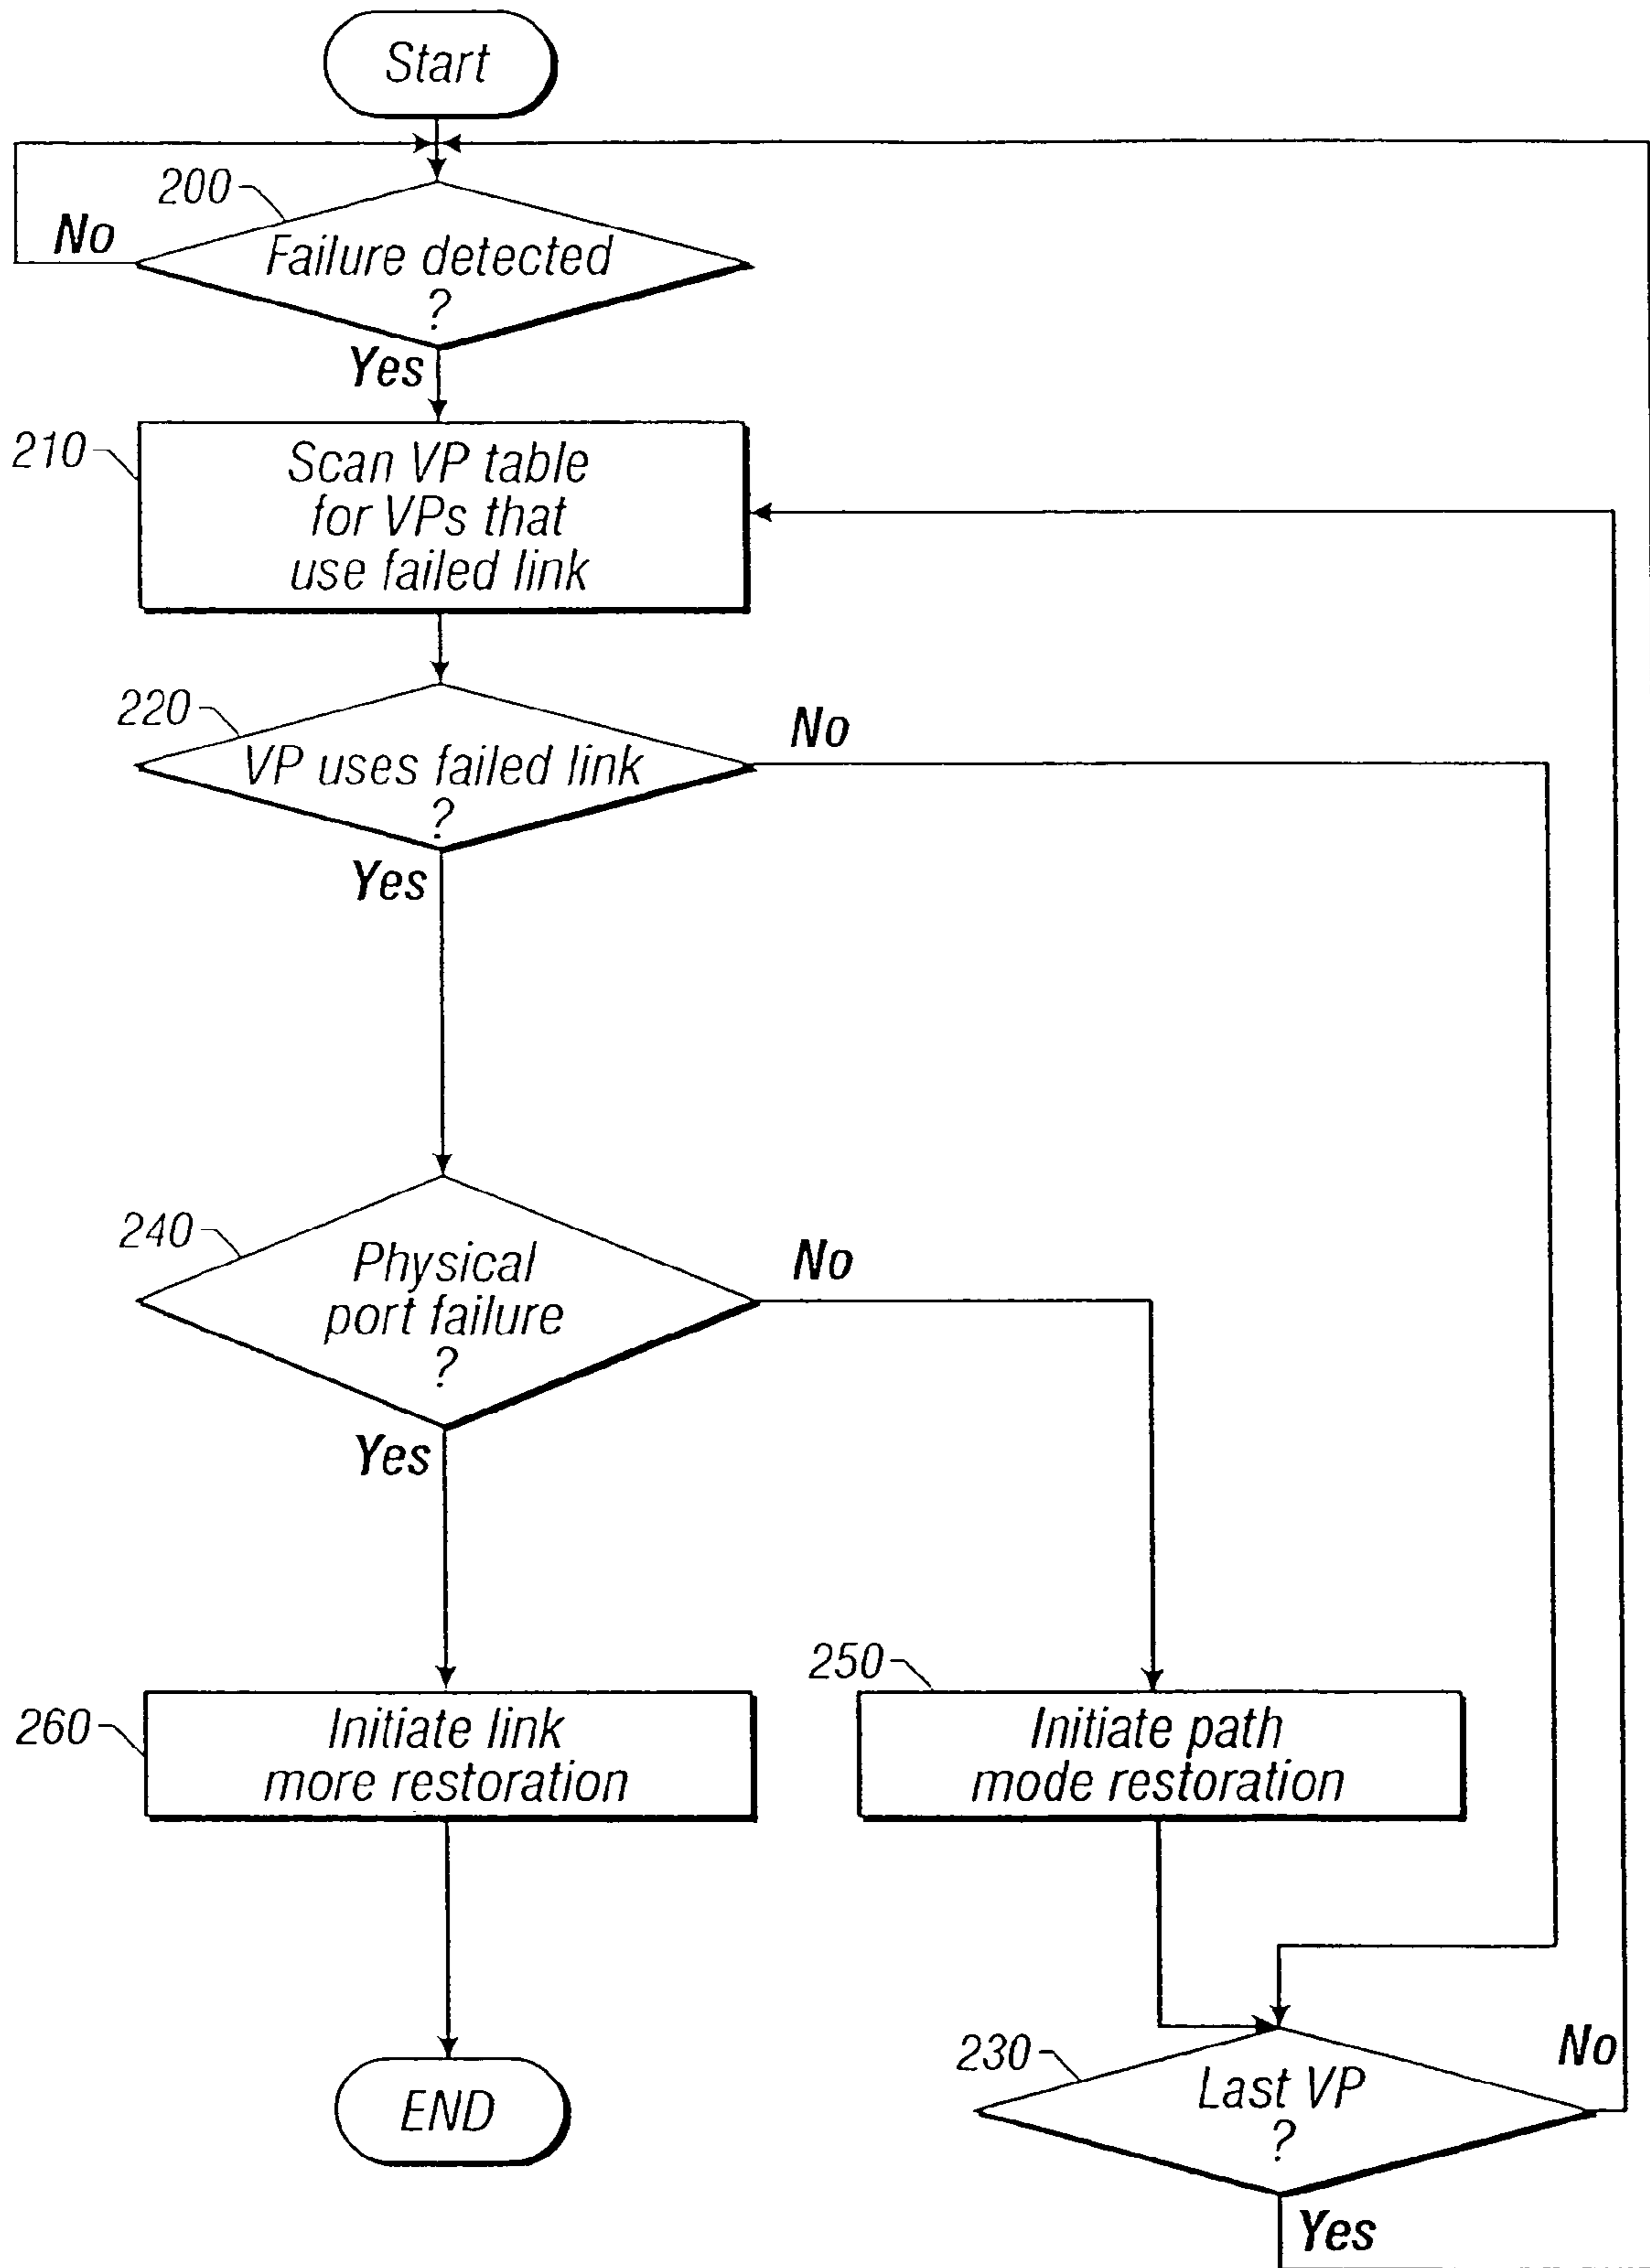 Start
200
No
Failure detected
?
Yes
210
Scan VP table
for VPs that
use failed link
220
No
VP uses failed link
?
Yes
240
No
Physical
port failure
?
Yes
250
260
Initiate link
more restoration
Initiate path
mode restoration
230
No
Last VP
?
END
Yes